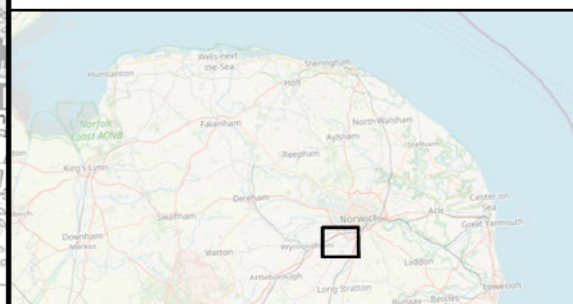 Wells-next
the-Sea
Sheringham
Hunstanton
Holt
Norfolk
Coast AONB
Fakenham
North Walsham
Aylsham
Stalham
King's Lynn
Reepham
Dereham
Caister-on
Sea
Swaffham
Norwich
Acle
Great Yarmouth
Downham
Market
Watton
Wymondham
Loddon
Attleborough
Long Stratton
Lowestoft
Bungay
Beccles